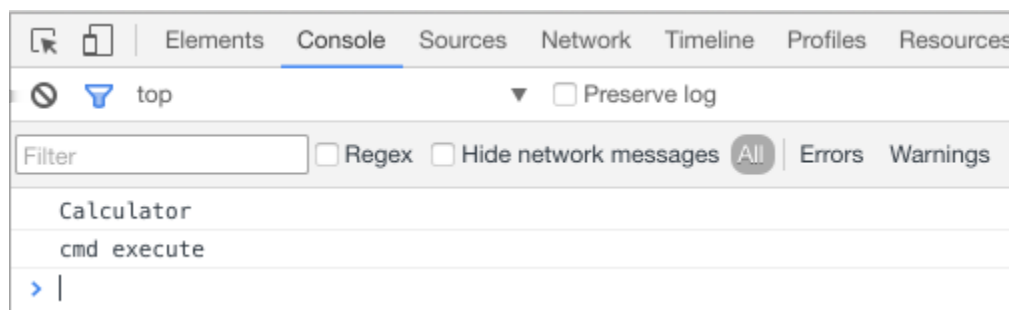 Elements Console Sources Network Timeline Profiles Resources
top ▼ Preserve log
Filter Regex Hide network messages All Errors Warnings
Calculator
cmd execute
>